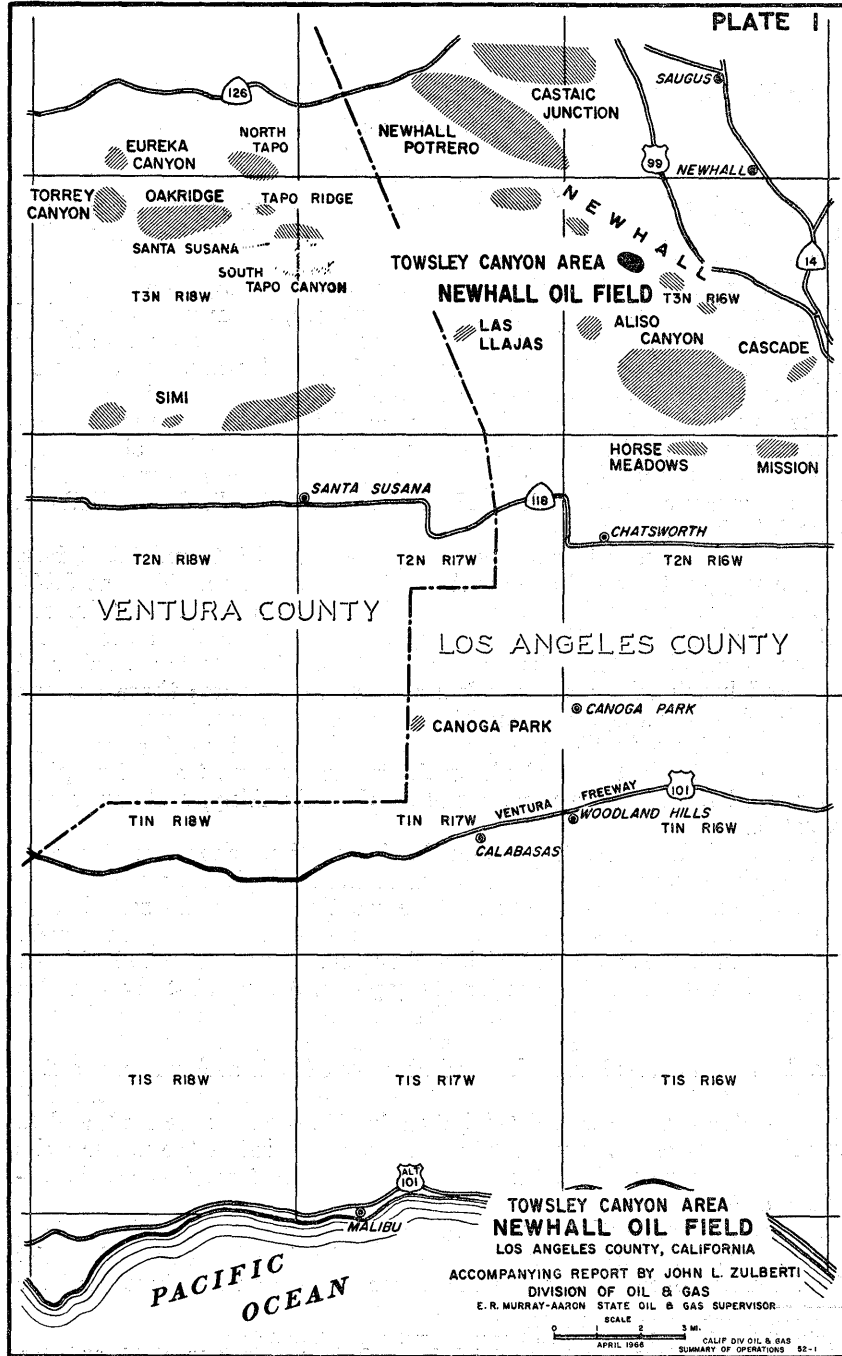 PLATE I
SAUGUS
126
CASTAIC
JUNCTION
NEWHALL
POTRERO
NORTH
TAPO
EUREKA
CANYON
99
NEWHALL
TORREY
CANYON
OAKRIDGE
TAPO RIDGE
NEWHALL
SANTA SUSANA
SOUTH
TAPO CANYON
14
TOWSLEY CANYON AREA
NEWHALL OIL FIELD
T3N R18W
T3N R16W
LAS
LLAJAS
ALISO
CANYON
CASCADE
SIMI
HORSE
MEADOWS
MISSION
SANTA SUSANA
118
CHATSWORTH
T2N R18W
T2N R17W
T2N R16W
VENTURA COUNTY
LOS ANGELES COUNTY
CANOGA PARK
CANOGA PARK
101
VENTURA FREEWAY
WOODLAND HILLS
T1N R18W
T1N R17W
T1N R16W
CALABASAS
T1S R18W
T1S R17W
T1S R16W
ALT
101
MALIBU
PACIFIC
OCEAN
TOWSLEY CANYON AREA
NEWHALL OIL FIELD
LOS ANGELES COUNTY, CALIFORNIA
ACCOMPANYING REPORT BY JOHN L. ZULBERTI
DIVISION OF OIL & GAS
E. R. MURRAY-AARON STATE OIL & GAS SUPERVISOR
SCALE
0 1 2 3 MI.
APRIL 1966
CALIF DIV OIL & GAS
SUMMARY OF OPERATIONS 52-1